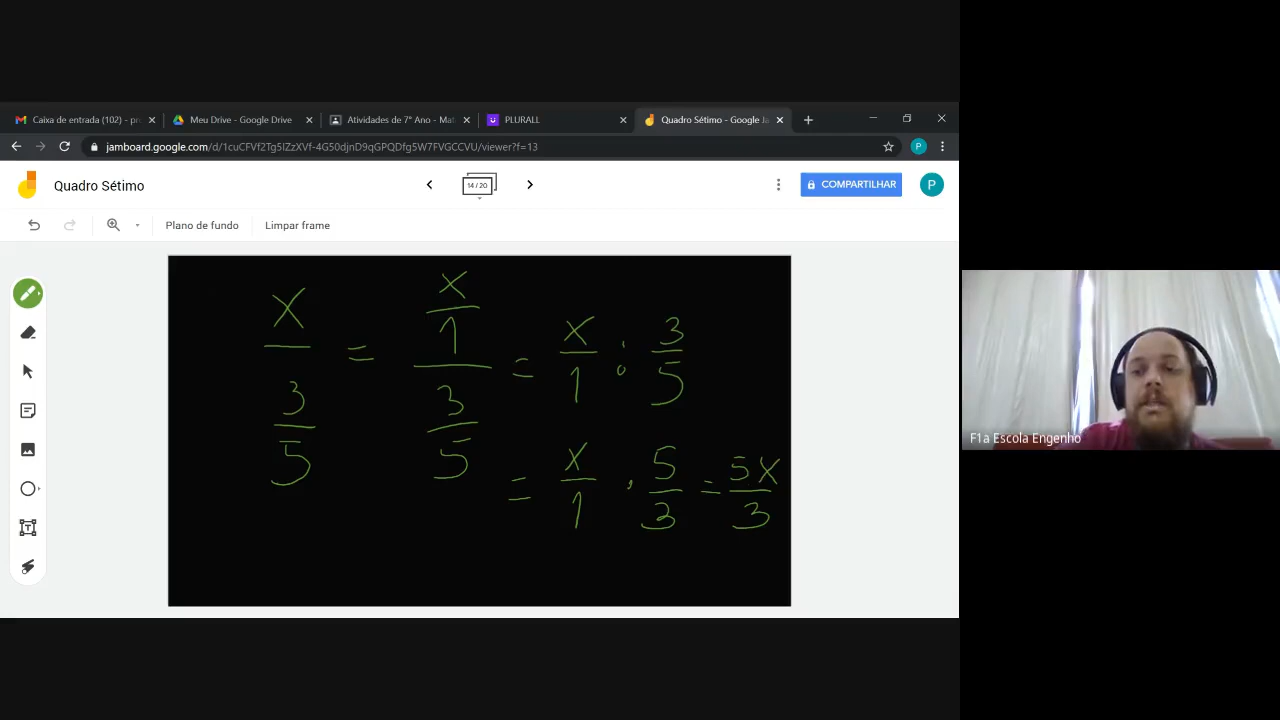 Caixa de entrada (102) - pr
Meu Drive - Google Drive
Atividades de 7° Ano - Mat
PLURALL
Quadro Sétimo - Google Ja
jamboard.google.com/d/1cuCFVf2Tg5IZzXVf-4G50djnD9qGPQDfg5W7FVGCCVU/viewer?f=13
P
Quadro Sétimo
14 / 20
COMPARTILHAR
P
Plano de fundo
Limpar frame
x/(3/5) = (x/1)/(3/5) = x/1 : 3/5
= x/1 . 5/3 = 5x/3
F1a Escola Engenho